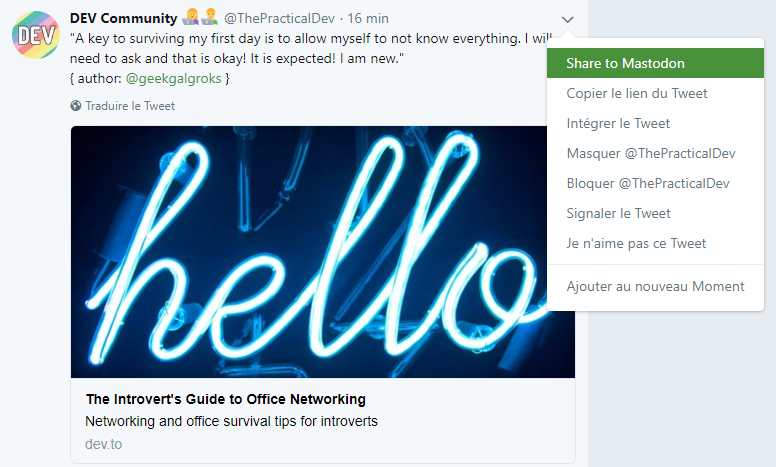 DEV
DEV Community 👩‍💻👨‍💻 @ThePracticalDev · 16 min
"A key to surviving my first day is to allow myself to not know everything. I will
need to ask and that is okay! It is expected! I am new."
{ author: @geekgalgroks }
Traduire le Tweet
Share to Mastodon
Copier le lien du Tweet
Intégrer le Tweet
Masquer @ThePracticalDev
Bloquer @ThePracticalDev
Signaler le Tweet
Je n'aime pas ce Tweet
Ajouter au nouveau Moment
hello
The Introvert's Guide to Office Networking
Networking and office survival tips for introverts
dev.to